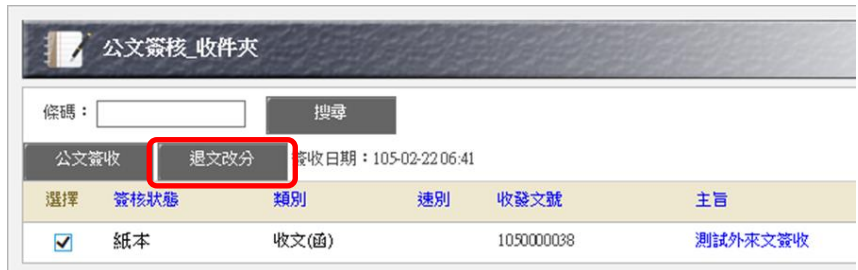 公文簽核_收件夾
條碼： 搜尋
公文簽收 退文改分 簽收日期：105-02-22 06:41
選擇 簽核狀態 類別 速別 收發文號 主旨
紙本 收文(函) 1050000038 測試外來文簽收